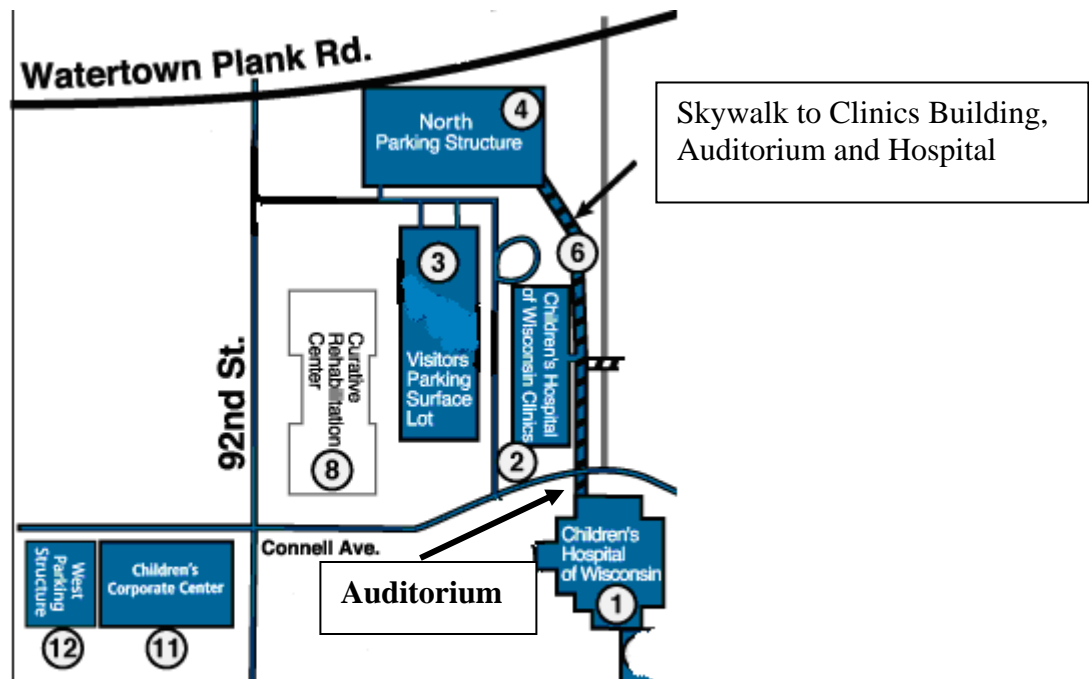 Watertown Plank Rd.
4
North
Parking Structure
Skywalk to Clinics Building,
Auditorium and Hospital
6
3
Visitors
Parking
Surface
Lot
Children's Hospital
of Wisconsin Clinics
2
Curative
Rehabilitation
Center
8
92nd St.
Connell Ave.
Auditorium
Children's
Hospital
of Wisconsin
1
West
Parking
Structure
12
Children's
Corporate Center
11